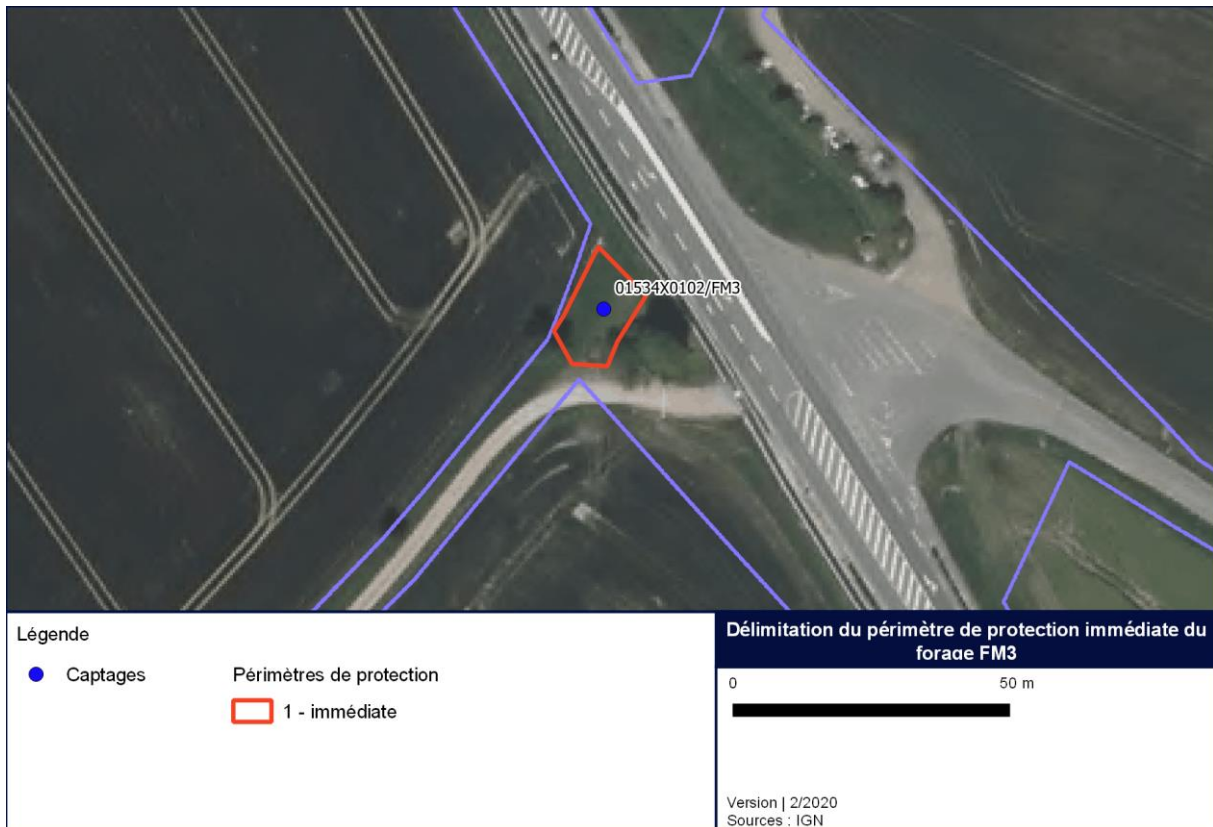 01534X0102/FM3
Légende
Captages
Périmètres de protection
1 - immédiate
Délimitation du périmètre de protection immédiate du
forage FM3
0 50 m
Version | 2/2020
Sources : IGN